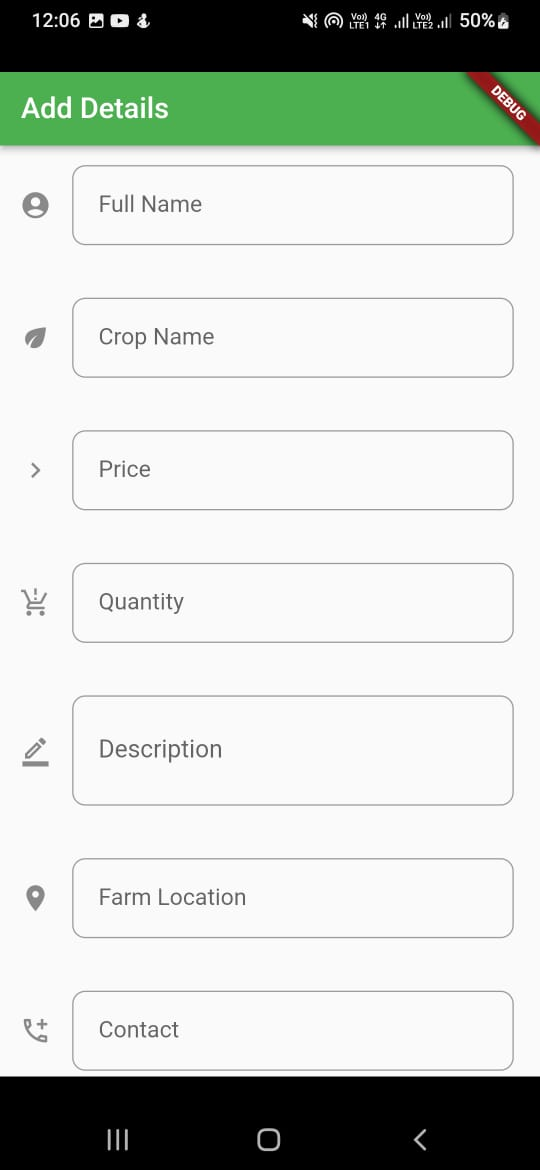 12:06 Vo)) LTE1 4G Vo)) LTE2 50%
Add Details
DEBUG
Full Name
Crop Name
Price
Quantity
Description
Farm Location
Contact